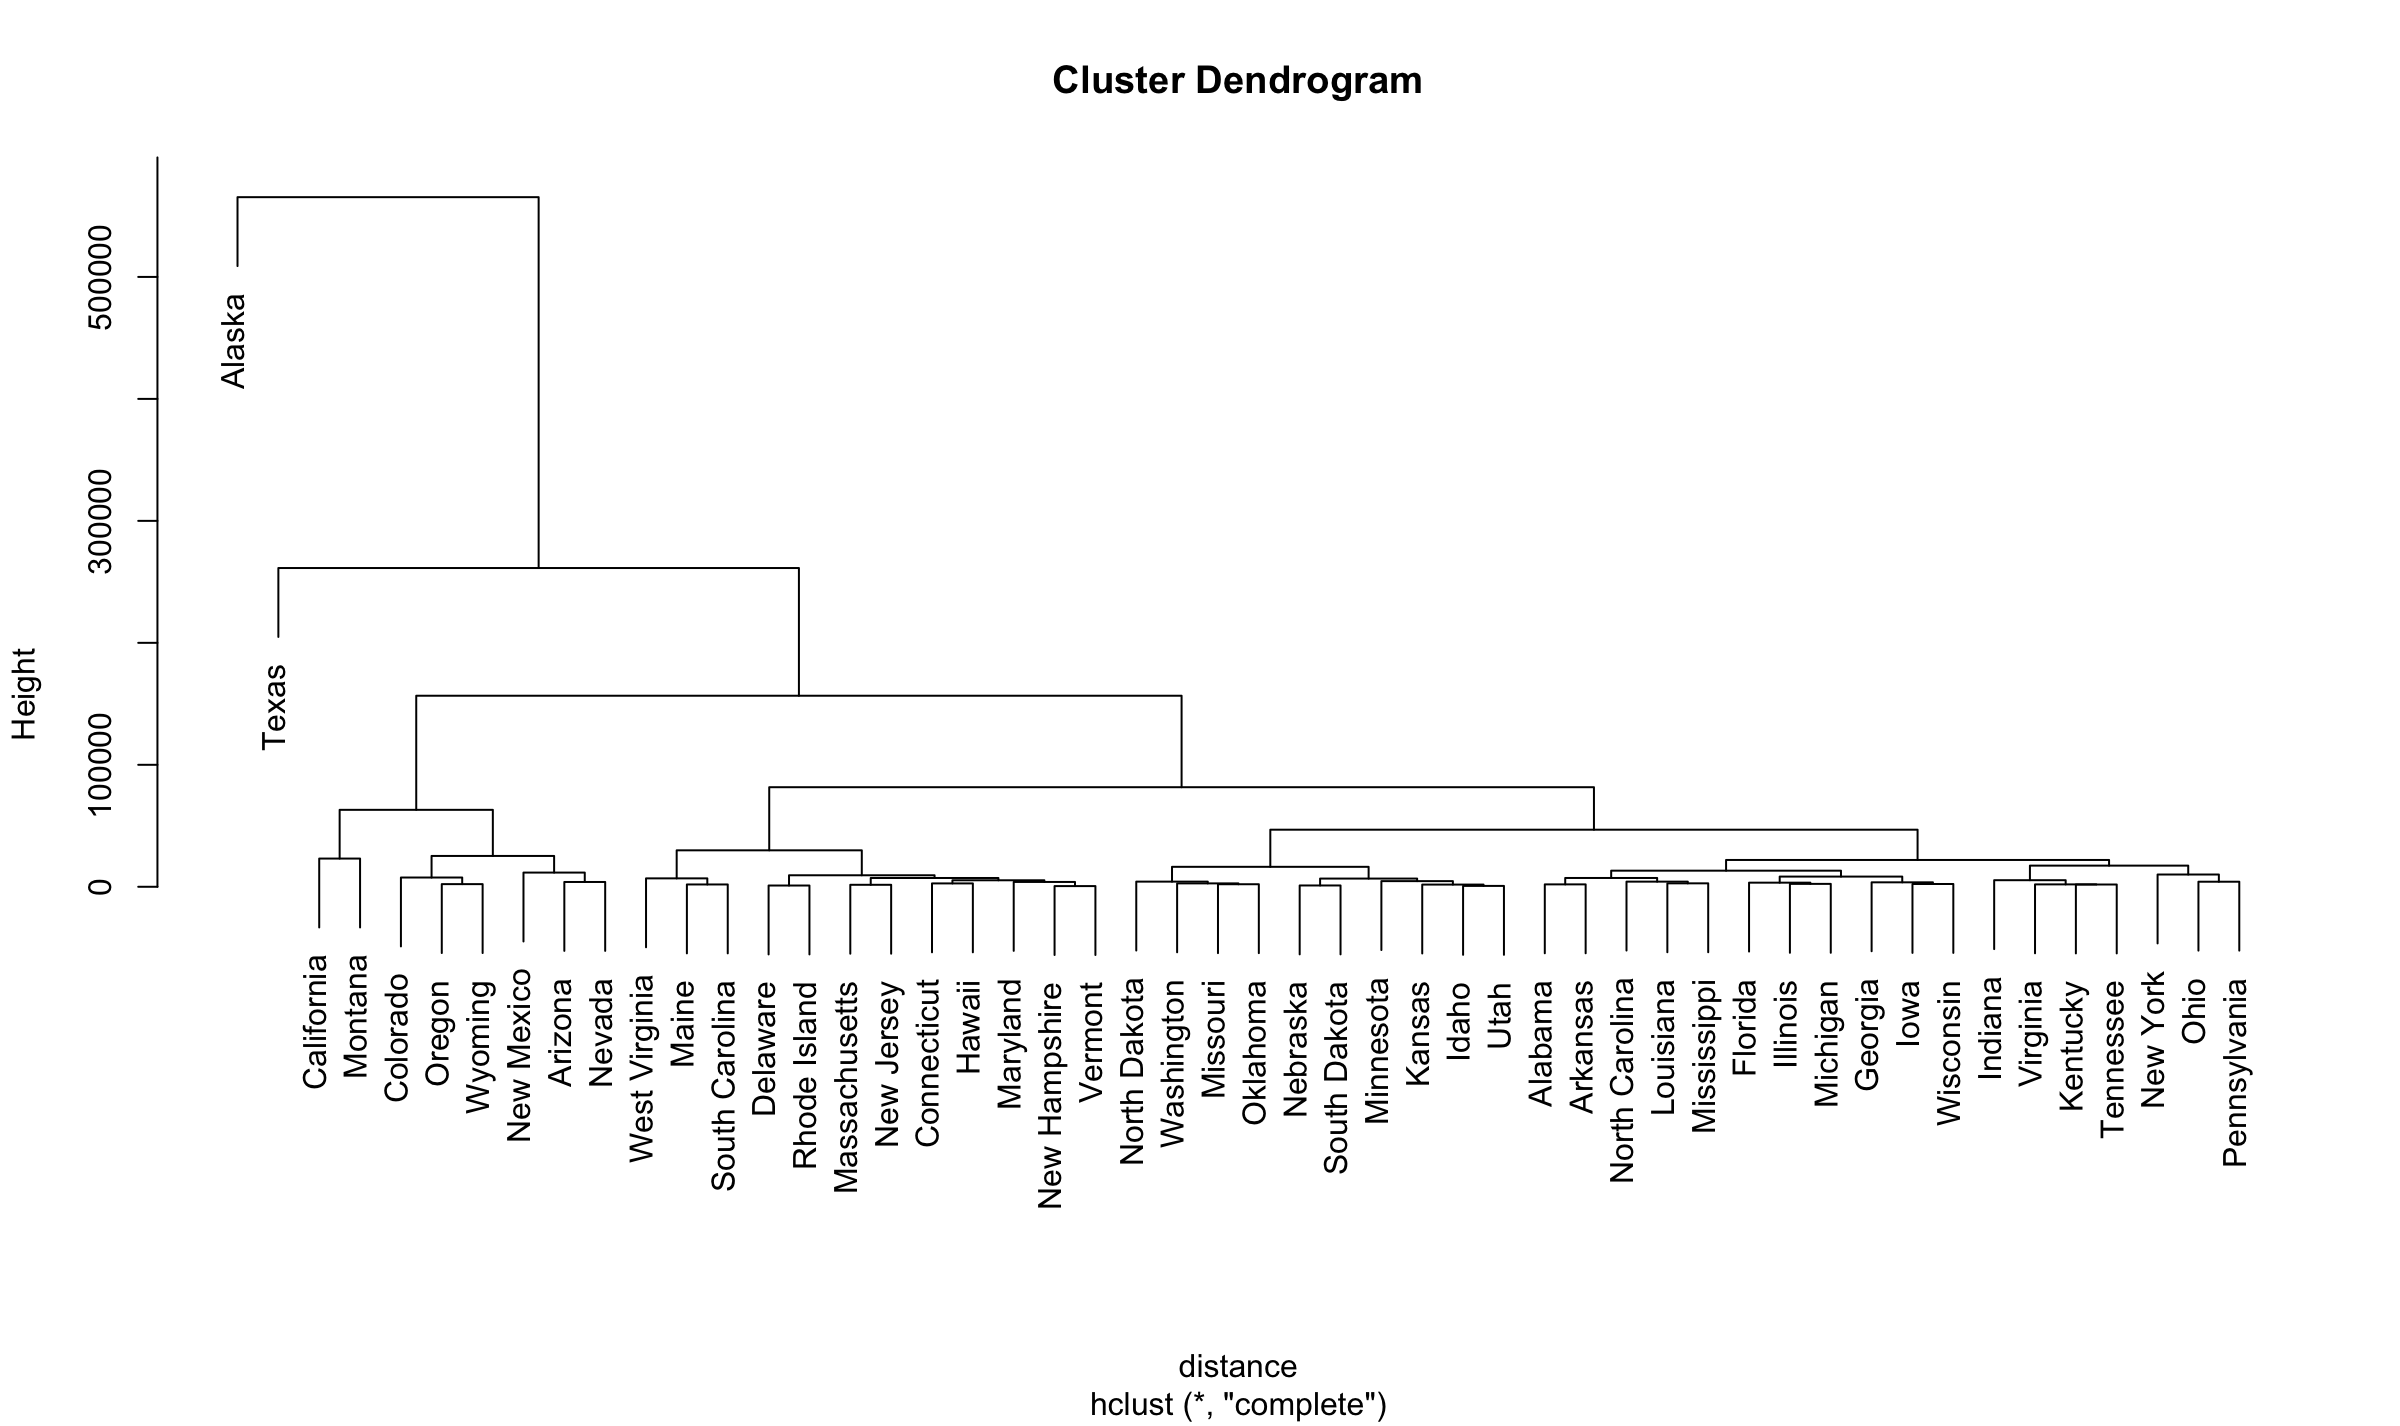 Cluster Dendrogram
Height
0
100000
300000
500000
Alaska
Texas
California
Montana
Colorado
Oregon
Wyoming
New Mexico
Arizona
Nevada
West Virginia
Maine
South Carolina
Delaware
Rhode Island
Massachusetts
New Jersey
Connecticut
Hawaii
Maryland
New Hampshire
Vermont
North Dakota
Washington
Missouri
Oklahoma
Nebraska
South Dakota
Minnesota
Kansas
Idaho
Utah
Alabama
Arkansas
North Carolina
Louisiana
Mississippi
Florida
Illinois
Michigan
Georgia
Iowa
Wisconsin
Indiana
Virginia
Kentucky
Tennessee
New York
Ohio
Pennsylvania
distance
hclust (*, "complete")